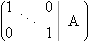 ( 1 0 | A )
⋱
( 0 1 | )